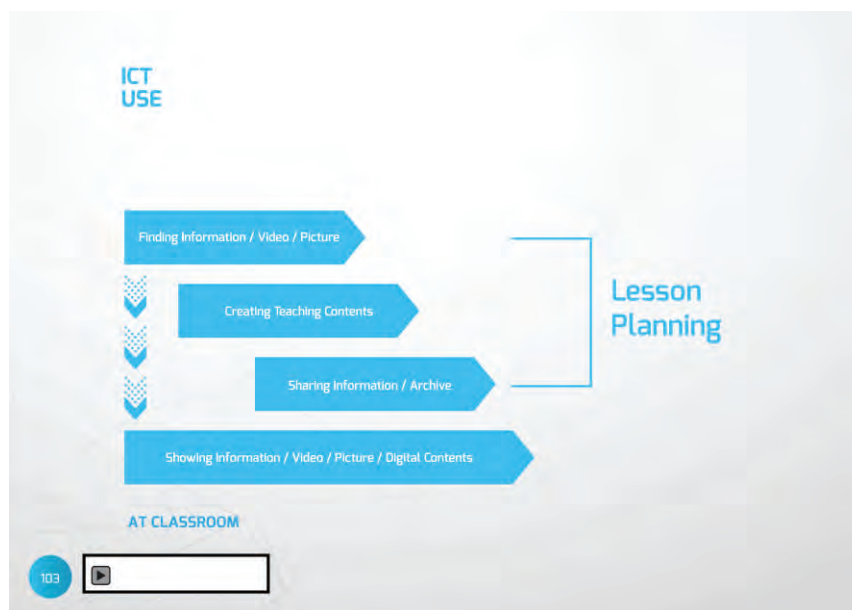 ICT
USE
Finding Information / Video / Picture
Creating Teaching Contents
Sharing Information / Archive
Lesson
Planning
Showing Information / Video / Picture / Digital Contents
AT CLASSROOM
103